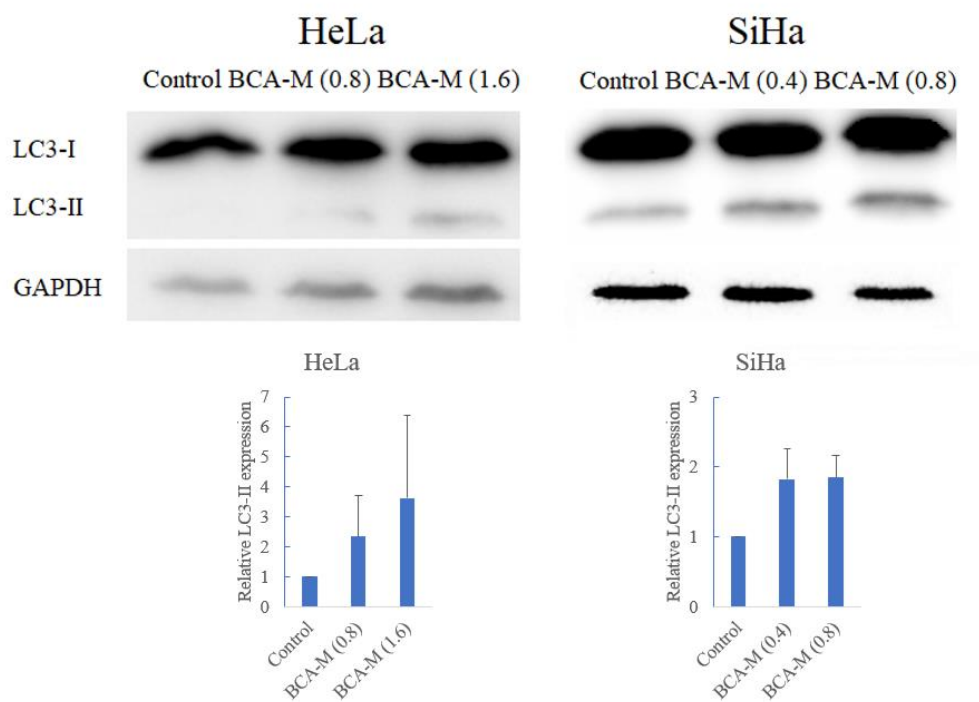 HeLa
SiHa
Control BCA-M (0.8) BCA-M (1.6)
Control BCA-M (0.4) BCA-M (0.8)
LC3-I
LC3-II
GAPDH
HeLa
Relative LC3-II expression
7
6
5
4
3
2
1
0
Control
BCA-M (0.8)
BCA-M (1.6)
SiHa
Relative LC3-II expression
3
2
1
0
Control
BCA-M (0.4)
BCA-M (0.8)